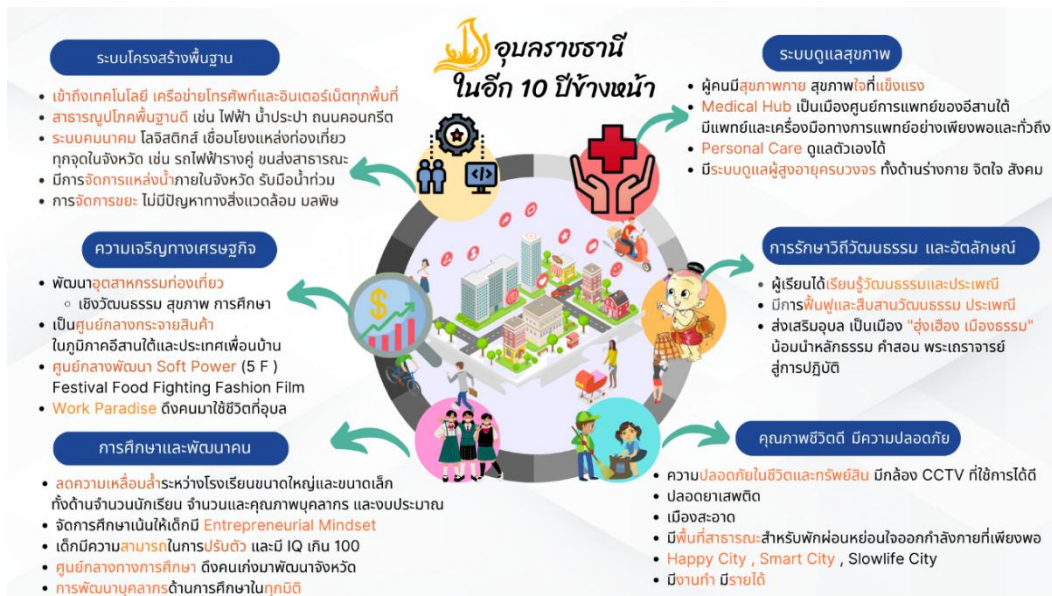 อุบลราชธานี
ในอีก 10 ปีข้างหน้า
ระบบโครงสร้างพื้นฐาน
• เข้าถึงเทคโนโลยี เครือข่ายโทรศัพท์และอินเตอร์เน็ตทุกพื้นที่
• สาธารณูปโภคพื้นฐานดี เช่น ไฟฟ้า น้ำประปา ถนนคอนกรีต
• ระบบคมนาคม โลจิสติกส์ เชื่อมโยงแหล่งท่องเที่ยว
ทุกจุดในจังหวัด เช่น รถไฟฟ้ารางคู่ ขนส่งสาธารณะ
• มีการจัดการแหล่งน้ำภายในจังหวัด รับมือน้ำท่วม
• การจัดการขยะ ไม่มีปัญหาทางสิ่งแวดล้อม มลพิษ
ความเจริญทางเศรษฐกิจ
• พัฒนาอุตสาหกรรมท่องเที่ยว
◦ เชิงวัฒนธรรม สุขภาพ การศึกษา
• เป็นศูนย์กลางกระจายสินค้า
ในภูมิภาคอีสานใต้และประเทศเพื่อนบ้าน
• ศูนย์กลางพัฒนา Soft Power (5 F )
Festival Food Fighting Fashion Film
• Work Paradise ดึงคนมาใช้ชีวิตที่อุบล
การศึกษาและพัฒนาคน
• ลดความเหลื่อมล้ำระหว่างโรงเรียนขนาดใหญ่และขนาดเล็ก
ทั้งด้านจำนวนนักเรียน จำนวนและคุณภาพบุคลากร และงบประมาณ
• จัดการศึกษาเน้นให้เด็กมี Entrepreneurial Mindset
• เด็กมีความสามารถในการปรับตัว และมี IQ เกิน 100
• ศูนย์กลางทางการศึกษา ดึงคนเก่งมาพัฒนาจังหวัด
• การพัฒนาบุคลากรด้านการศึกษาในทุกมิติ
ระบบดูแลสุขภาพ
• ผู้คนมีสุขภาพกาย สุขภาพใจที่แข็งแรง
• Medical Hub เป็นเมืองศูนย์การแพทย์ของอีสานใต้
มีแพทย์และเครื่องมือทางการแพทย์อย่างเพียงพอและทั่วถึง
• Personal Care ดูแลตัวเองได้
• มีระบบดูแลผู้สูงอายุครบวงจร ทั้งด้านร่างกาย จิตใจ สังคม
การรักษาวิถีวัฒนธรรม และอัตลักษณ์
• ผู้เรียนได้เรียนรู้วัฒนธรรมและประเพณี
• มีการฟื้นฟูและสืบสานวัฒนธรรม ประเพณี
• ส่งเสริมอุบล เป็นเมือง "ฮุ่งเฮือง เมืองธรรม"
น้อมนำหลักธรรม คำสอน พระเถราจารย์
สู่การปฏิบัติ
คุณภาพชีวิตดี มีความปลอดภัย
• ความปลอดภัยในชีวิตและทรัพย์สิน มีกล้อง CCTV ที่ใช้การได้ดี
• ปลอดยาเสพติด
• เมืองสะอาด
• มีพื้นที่สาธารณะสำหรับพักผ่อนหย่อนใจออกกำลังกายที่เพียงพอ
• Happy City , Smart City , Slowlife City
• มีงานทำ มีรายได้